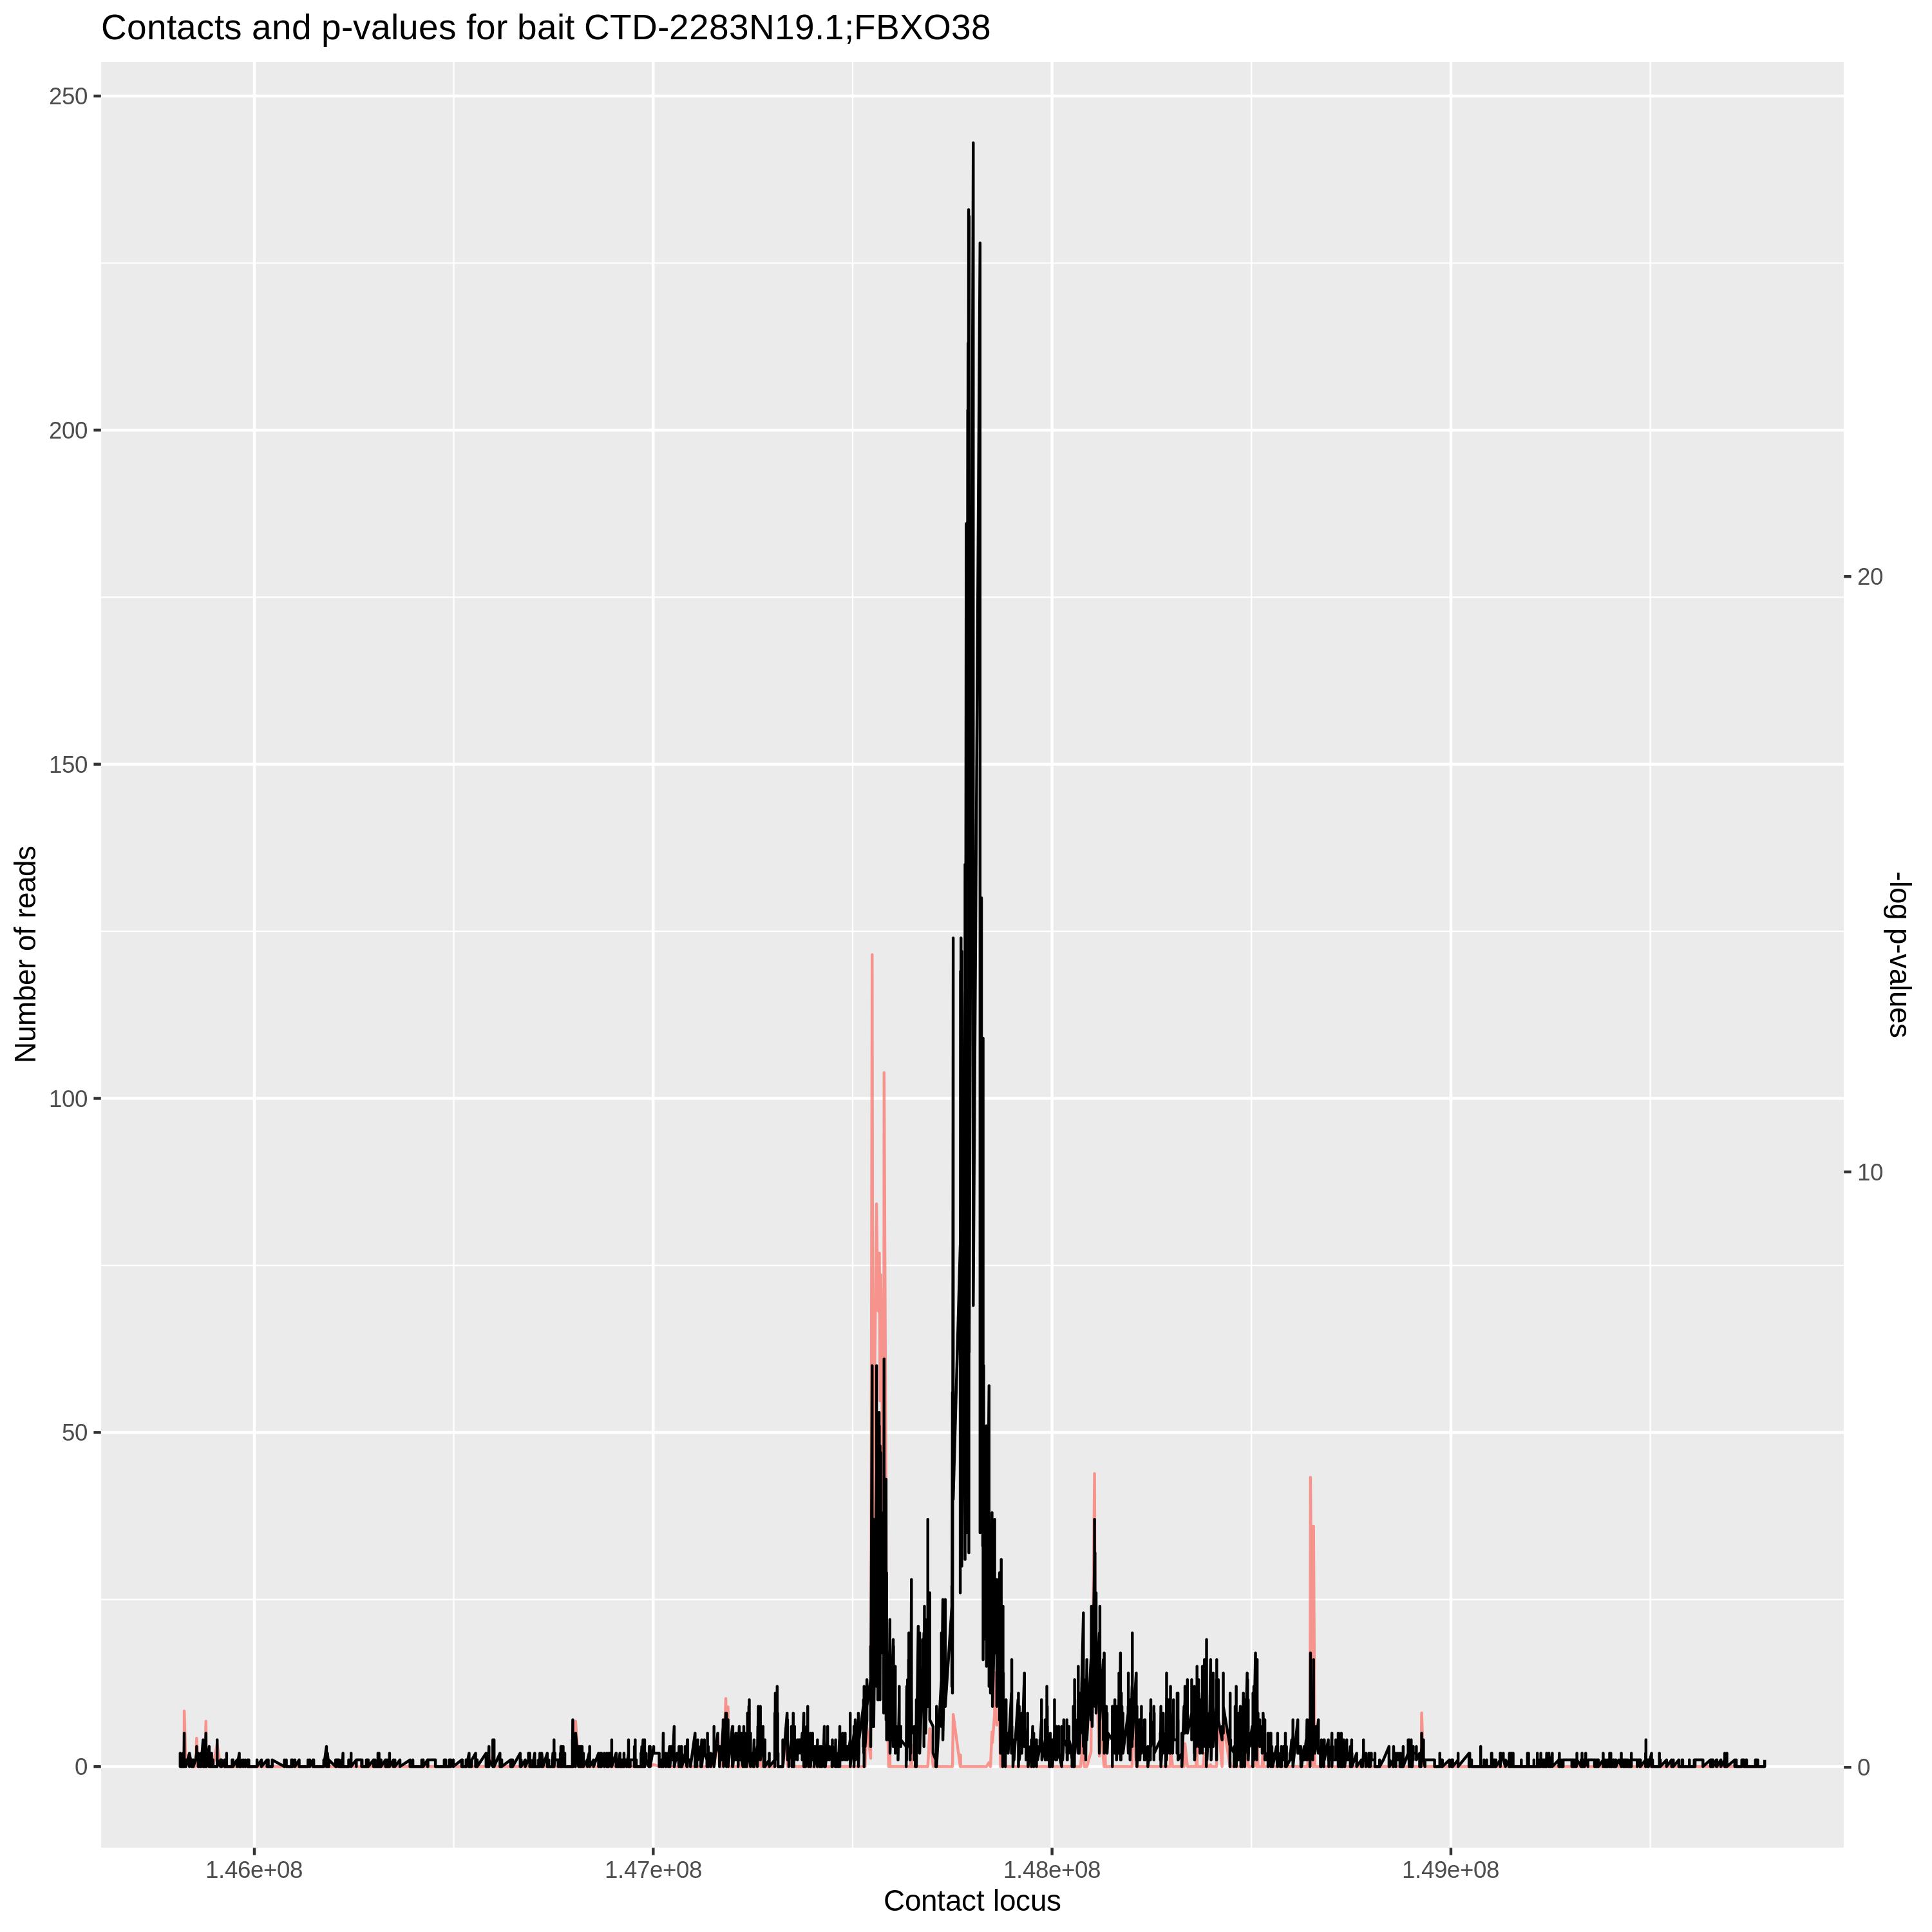 Contacts and p-values for bait CTD-2283N19.1;FBXO38
250
200
150
100
50
0
Number of reads
20
10
0
-log p-values
1.46e+08
1.47e+08
1.48e+08
1.49e+08
Contact locus